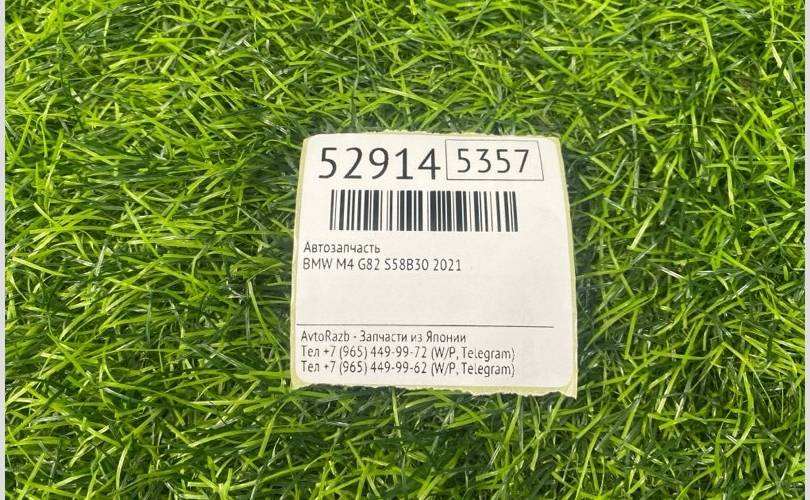 52914 5357
Автозапчасть
BMW M4 G82 S58B30 2021
AvtoRazb - Запчасти из Японии
Тел +7 (965) 449-99-72 (W/P, Telegram)
Тел +7 (965) 449-99-62 (W/P, Telegram)